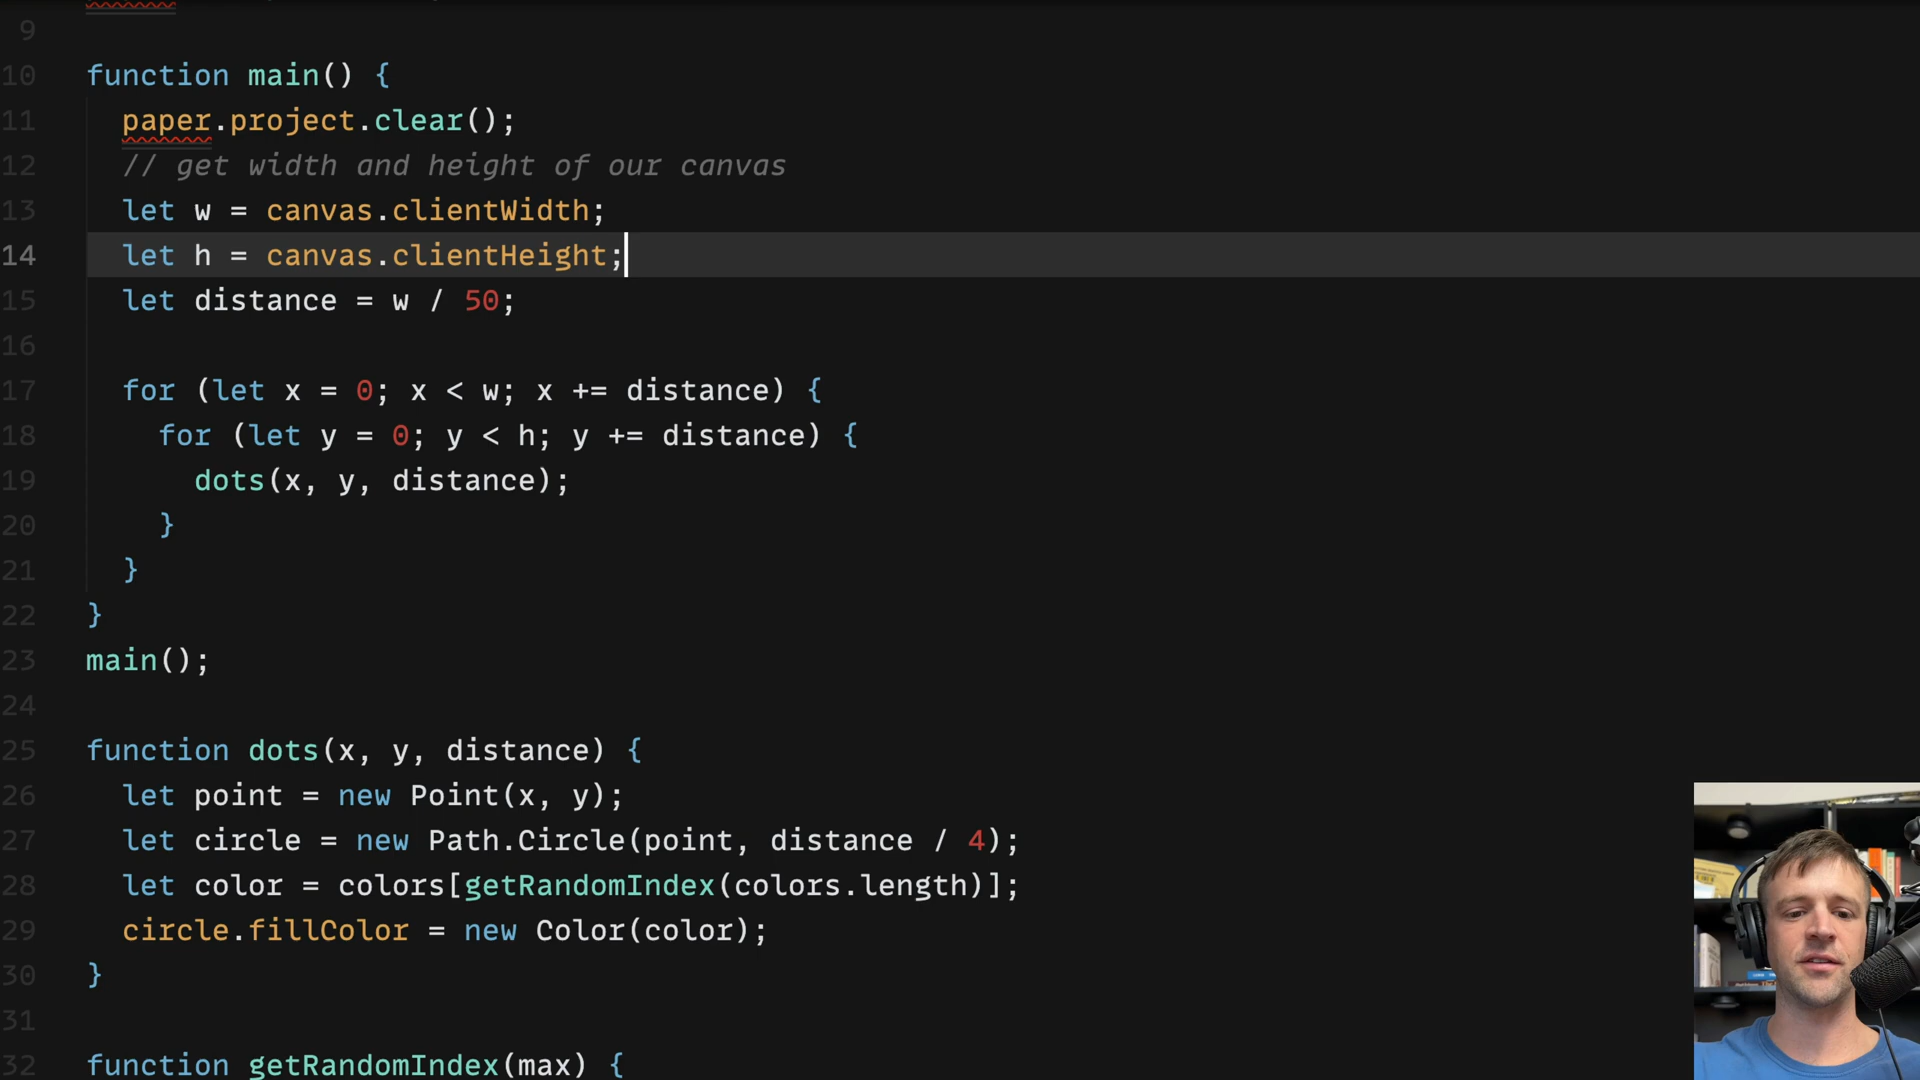 9
10 function main() {
11 paper.project.clear();
12 // get width and height of our canvas
13 let w = canvas.clientWidth;
14 let h = canvas.clientHeight;
15 let distance = w / 50;
16
17 for (let x = 0; x < w; x += distance) {
18 for (let y = 0; y < h; y += distance) {
19 dots(x, y, distance);
20 }
21 }
22 }
23 main();
24
25 function dots(x, y, distance) {
26 let point = new Point(x, y);
27 let circle = new Path.Circle(point, distance / 4);
28 let color = colors[getRandomIndex(colors.length)];
29 circle.fillColor = new Color(color);
30 }
31
32 function getRandomIndex(max) {